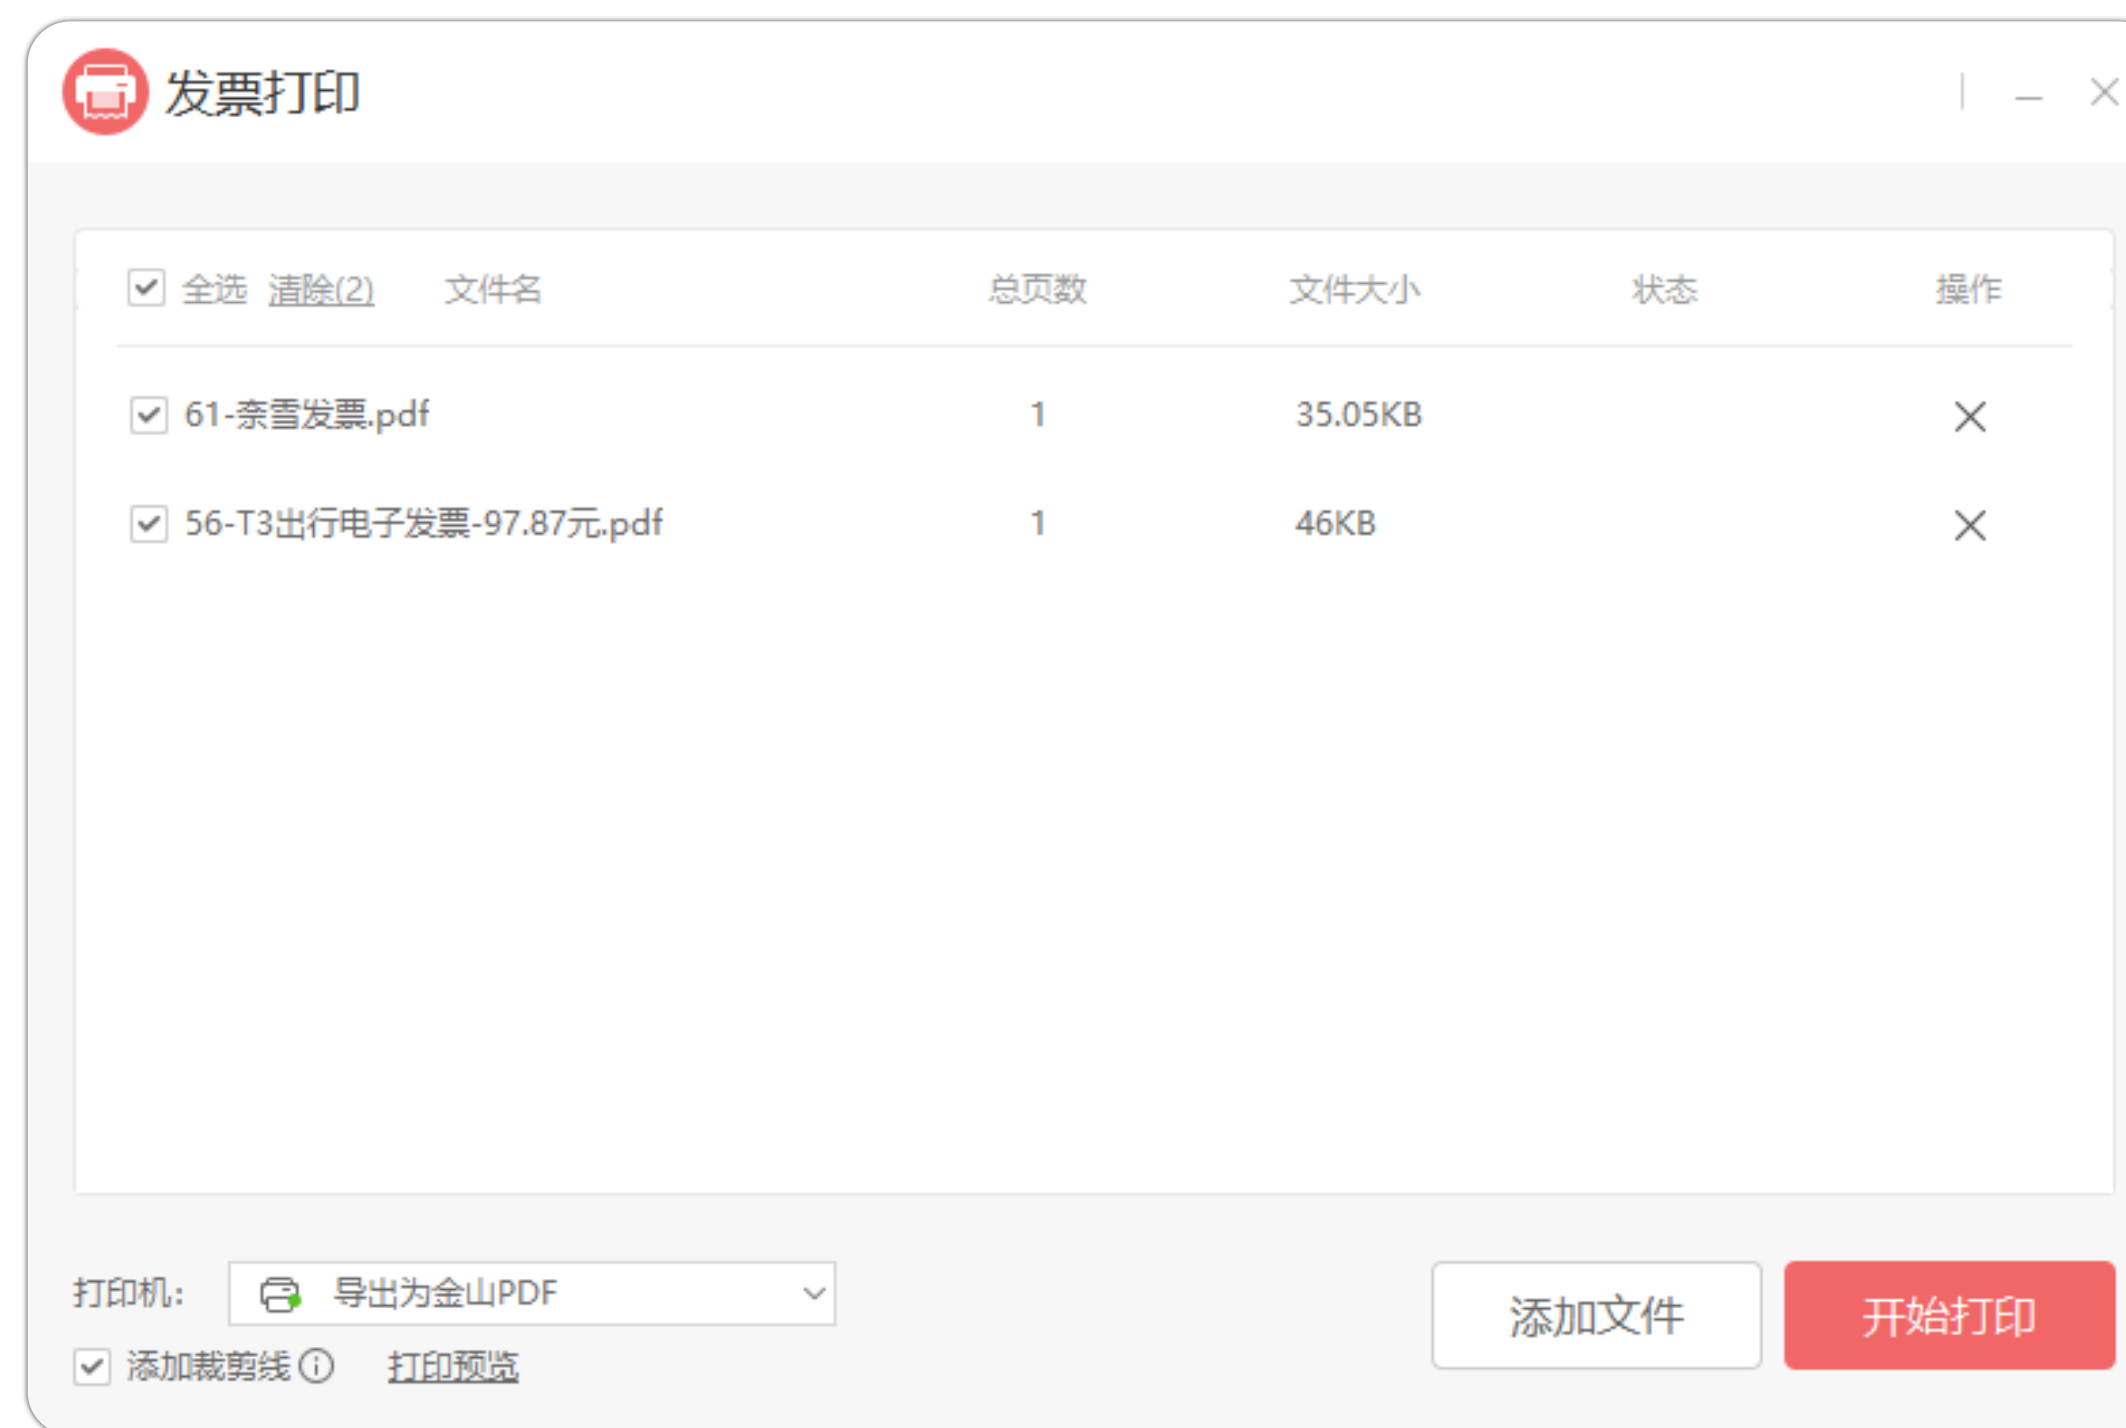 发票打印
全选 清除(2) 文件名 总页数 文件大小 状态 操作
61-奈雪发票.pdf 1 35.05KB
56-T3出行电子发票-97.87元.pdf 1 46KB
打印机: 导出为金山PDF
添加裁剪线 打印预览
添加文件 开始打印